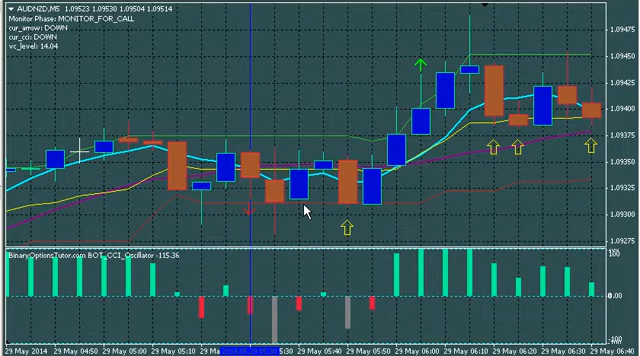 AUDNZD,M5 1.09523 1.09530 1.09504 1.09514
Monitor Phase: MONITOR_FOR_CALL
cur_arrow: DOWN
cur_cci: DOWN
vc_level: 14.04
1.09475
1.09450
1.09425
1.09400
1.09375
1.09350
1.09325
1.09300
1.09275
BinaryOptionsTutor.com BOT_CCI_Oscillator -115.36
100
0.00
-100
29 May 2014 29 May 04:50 29 May 05:00 29 May 05:10 29 Ma 5:30 29 May 05:40 29 May 05:50 29 May 06:00 29 May 06:10 29 May 06:20 29 May 06:30 29 May 06:40